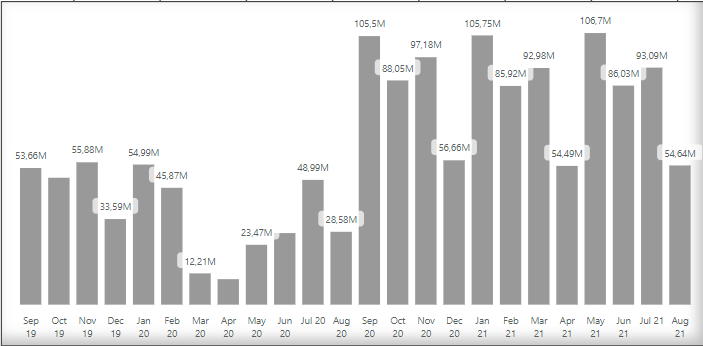 53,66M
55,88M
33,59M
54,99M
45,87M
12,21M
23,47M
48,99M
28,58M
105,5M
88,05M
97,18M
56,66M
105,75M
85,92M
92,98M
54,49M
106,7M
86,03M
93,09M
54,64M
Sep Oct Nov Dec Jan Feb Mar Apr May Jun Jul 20 Aug Sep Oct Nov Dec Jan Feb Mar Apr May Jun Jul 21 Aug
19 19 19 19 20 20 20 20 20 20 20 20 20 20 20 21 21 21 21 21 21 21